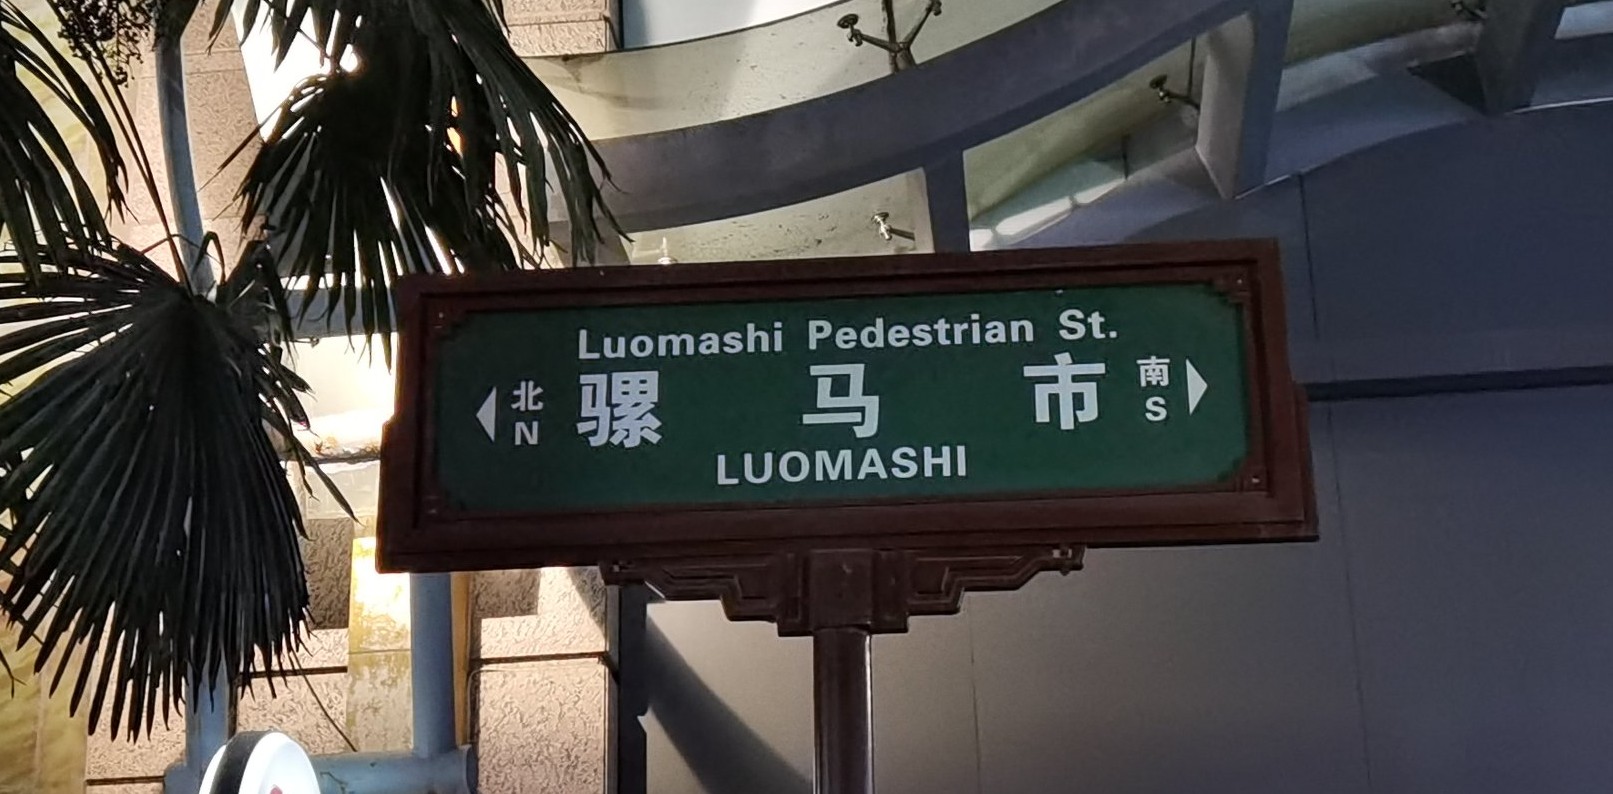 Luomashi Pedestrian St.
北 骡马市 南
N S
LUOMASHI